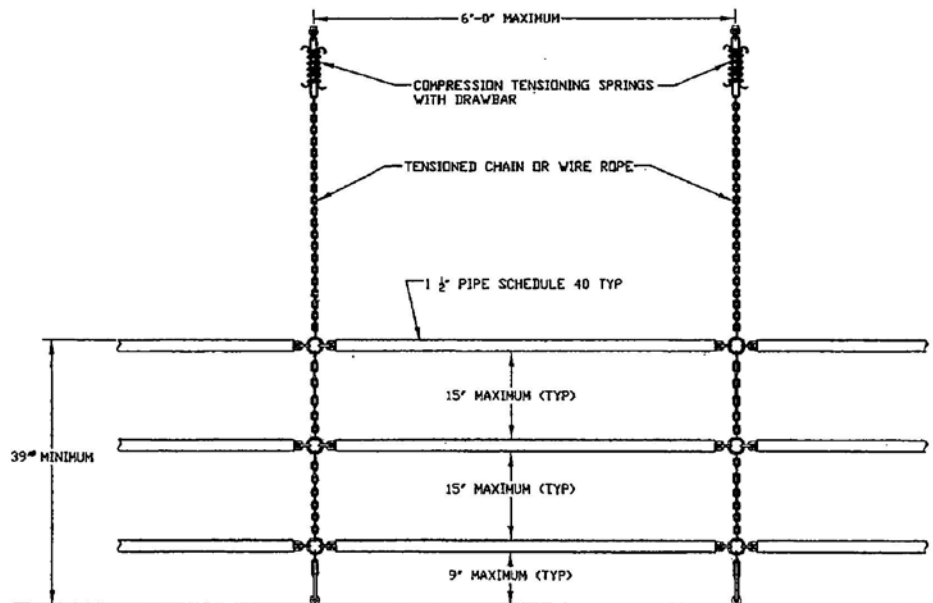 6'-0" MAXIMUM
COMPRESSION TENSIONING SPRINGS
WITH DRAWBAR
TENSIONED CHAIN OR WIRE ROPE
1 ½" PIPE SCHEDULE 40 TYP
15" MAXIMUM (TYP)
39" MINIMUM
15" MAXIMUM (TYP)
9" MAXIMUM (TYP)